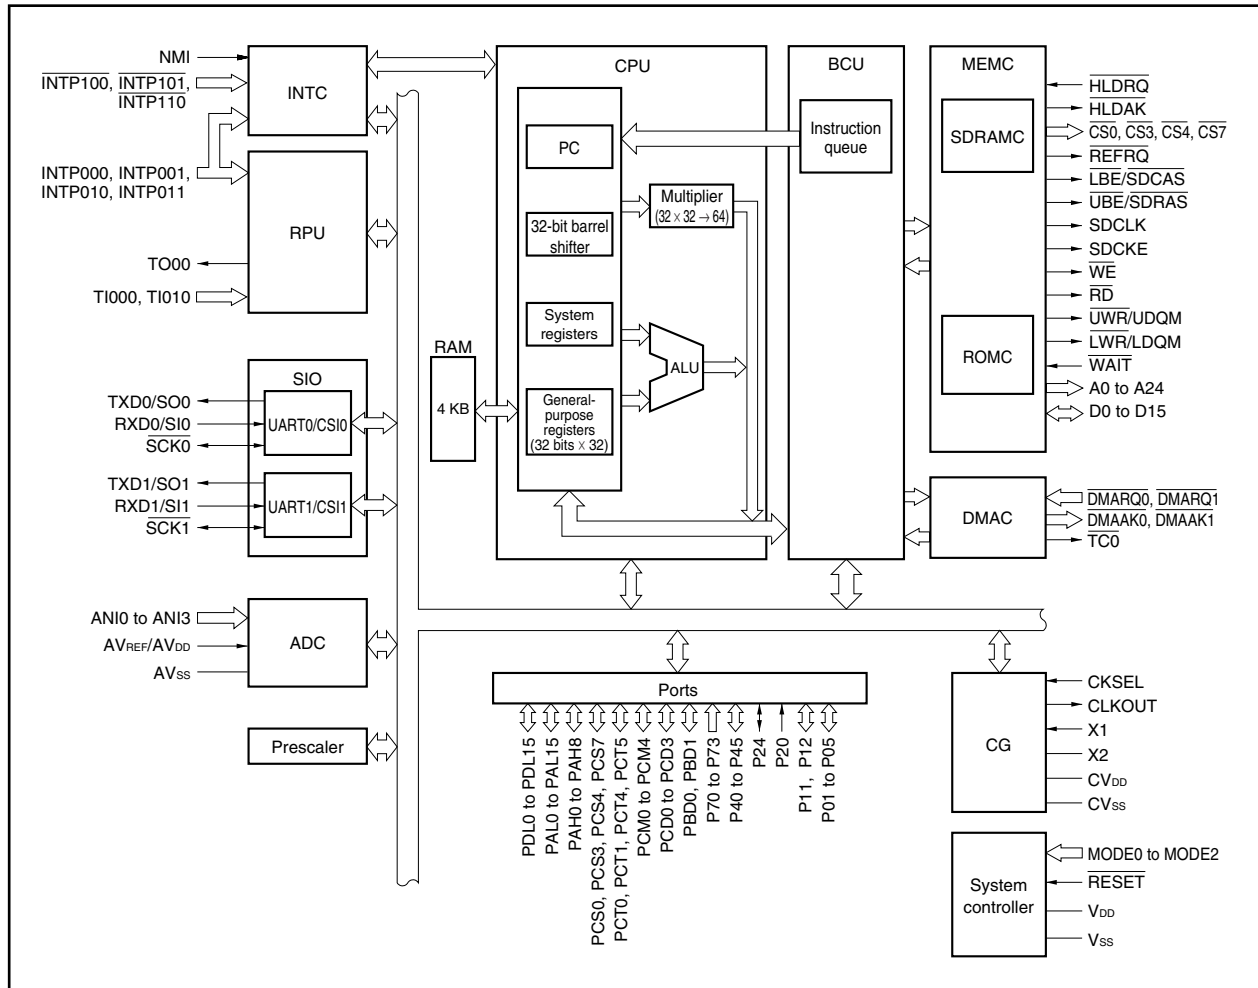 NMI
INTP100, INTP101,
INTP110
INTC
INTP000, INTP001,
INTP010, INTP011
RPU
TO00
TI000, TI010
SIO
TXD0/SO0
RXD0/SI0
SCK0
UART0/CSI0
TXD1/SO1
RXD1/SI1
SCK1
UART1/CSI1
ANI0 to ANI3
AVREF/AVDD
AVSS
ADC
Prescaler
RAM
4 KB
CPU
PC
32-bit barrel
shifter
System
registers
General-
purpose
registers
(32 bits × 32)
Multiplier
(32 × 32 → 64)
ALU
BCU
Instruction
queue
MEMC
SDRAMC
ROMC
HLDRQ
HLDAK
CS0, CS3, CS4, CS7
REFRQ
LBE/SDCAS
UBE/SDRAS
SDCLK
SDCKE
WE
RD
UWR/UDQM
LWR/LDQM
WAIT
A0 to A24
D0 to D15
DMAC
DMARQ0, DMARQ1
DMAAK0, DMAAK1
TC0
Ports
PDL0 to PDL15
PAL0 to PAL15
PAH0 to PAH8
PCS0, PCS3, PCS4, PCS7
PCT0, PCT1, PCT4, PCT5
PCM0 to PCM4
PCD0 to PCD3
PBD0, PBD1
P70 to P73
P40 to P45
P24
P20
P11, P12
P01 to P05
CG
CKSEL
CLKOUT
X1
X2
CVDD
CVSS
System
controller
MODE0 to MODE2
RESET
VDD
VSS